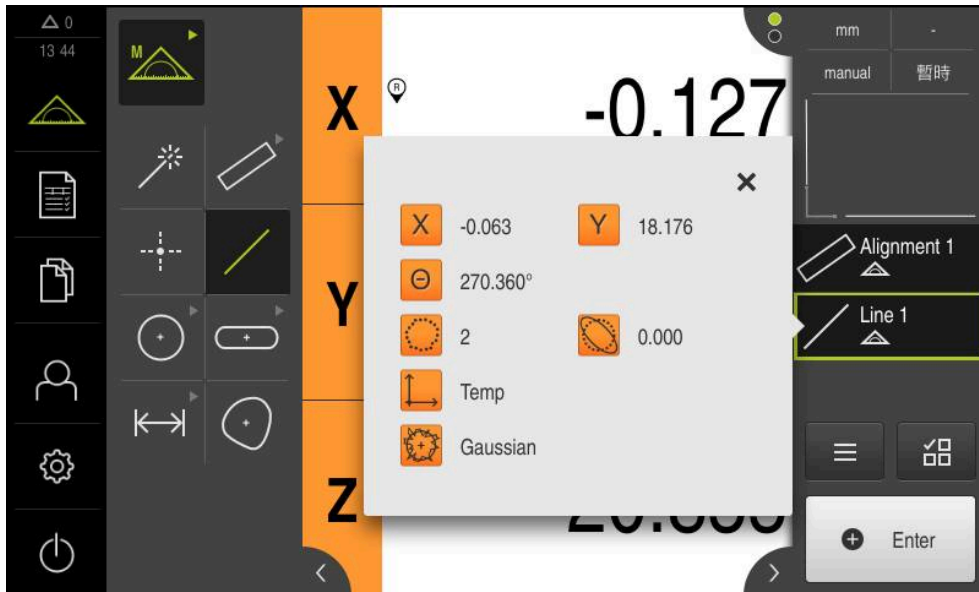 0
13 44
M
X
R
-0.127
Y
Z
X
-0.063
Y
18.176
Θ
270.360°
2
0.000
Temp
Gaussian
mm
-
manual
暫時
Alignment 1
Line 1
Enter